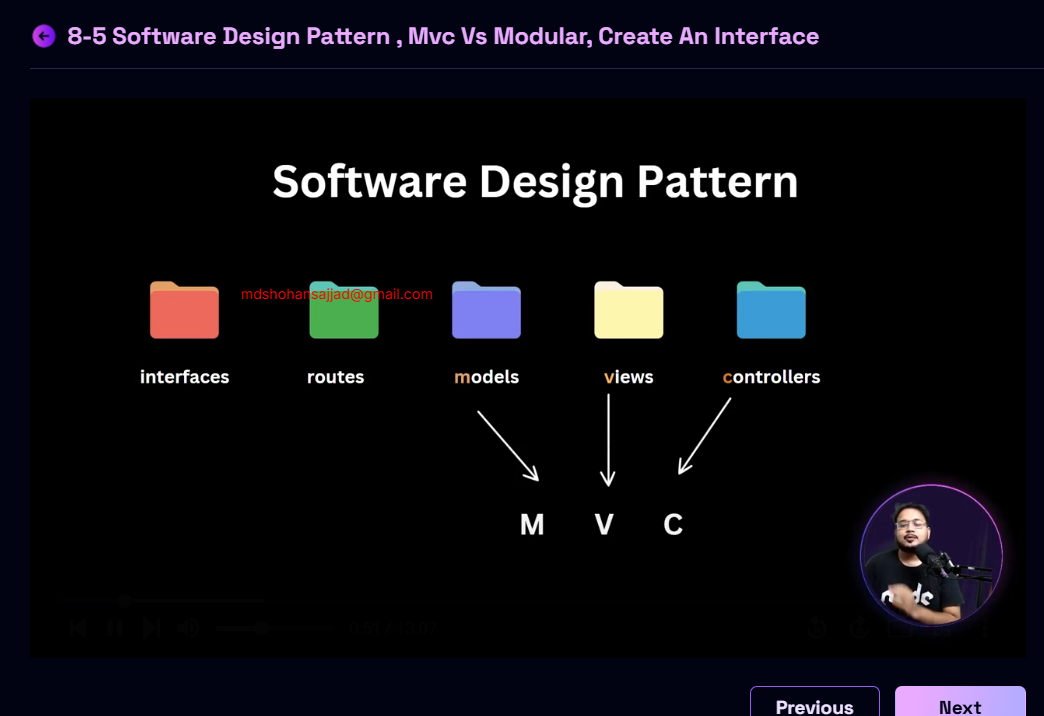 8-5 Software Design Pattern , Mvc Vs Modular, Create An Interface
Software Design Pattern
mdshohansajjad@gmail.com
interfaces routes models views controllers
M V C
Previous Next